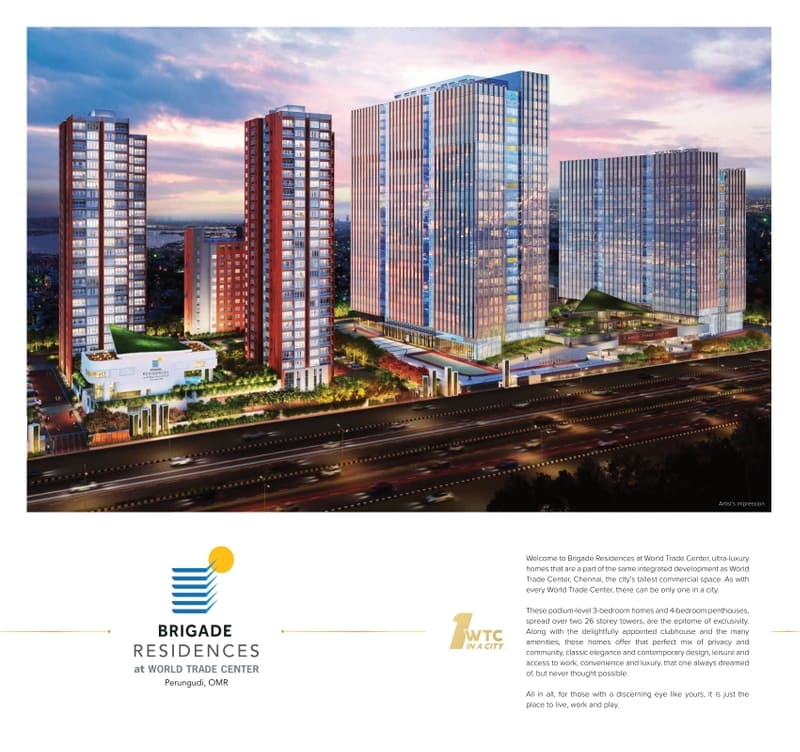 BRIGADE
RESIDENCES
Artist's impression
BRIGADE
RESIDENCES
at WORLD TRADE CENTER
Perungudi, OMR
1WTC
IN A CITY
Welcome to Brigade Residences at World Trade Center, ultra-luxury
homes that are a part of the same integrated development as World
Trade Center, Chennai, the city's tallest commercial space. As with
every World Trade Center, there can be only one in a city.
These podium-level 3-bedroom homes and 4-bedroom penthouses,
spread over two 26 storey towers, are the epitome of exclusivity.
Along with the delightfully appointed clubhouse and the many
amenities, these homes offer that perfect mix of privacy and
community, classic elegance and contemporary design, leisure and
access to work, convenience and luxury, that one always dreamed
of, but never thought possible.
All in all, for those with a discerning eye like yours, it is just the
place to live, work and play.